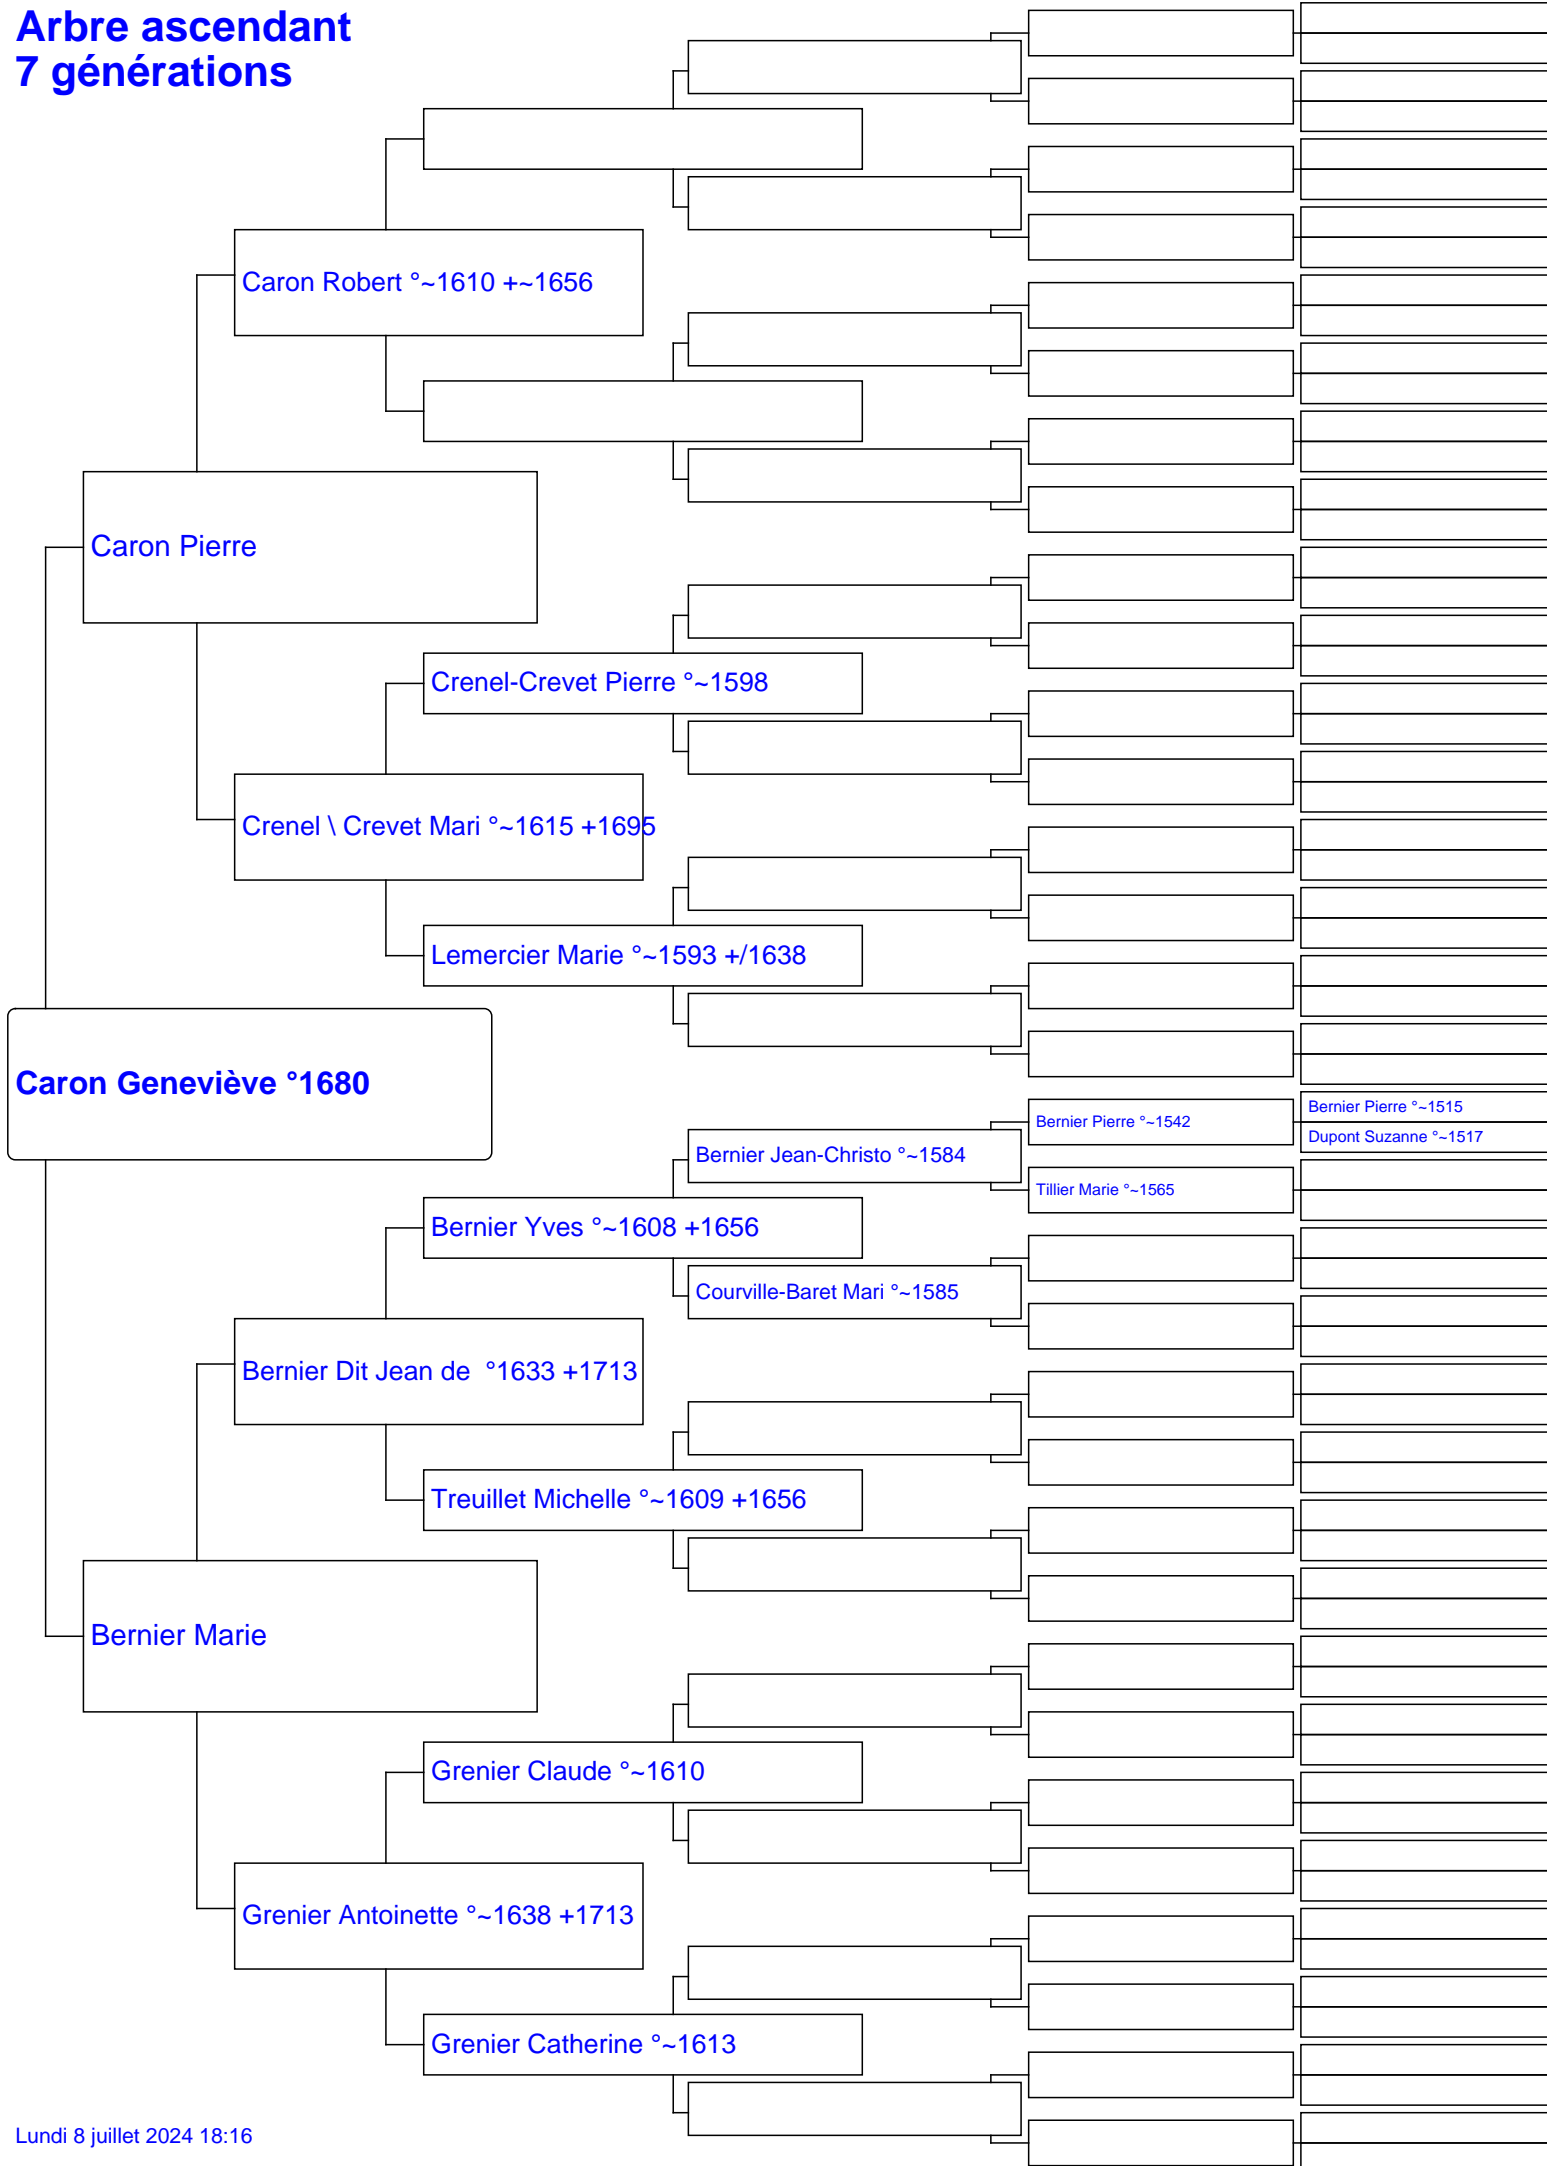 Arbre ascendant
7 générations
Caron Robert °~1610 +~1656
Caron Pierre
Crenel-Crevet Pierre °~1598
Crenel \ Crevet Mari °~1615 +1695
Lemercier Marie °~1593 +/1638
Caron Geneviève °1680
Bernier Pierre °~1515
Bernier Pierre °~1542
Dupont Suzanne °~1517
Bernier Jean-Christo °~1584
Tillier Marie °~1565
Bernier Yves °~1608 +1656
Courville-Baret Mari °~1585
Bernier Dit Jean de  °1633 +1713
Treuillet Michelle °~1609 +1656
Bernier Marie
Grenier Claude °~1610
Grenier Antoinette °~1638 +1713
Grenier Catherine °~1613
Lundi 8 juillet 2024 18:16